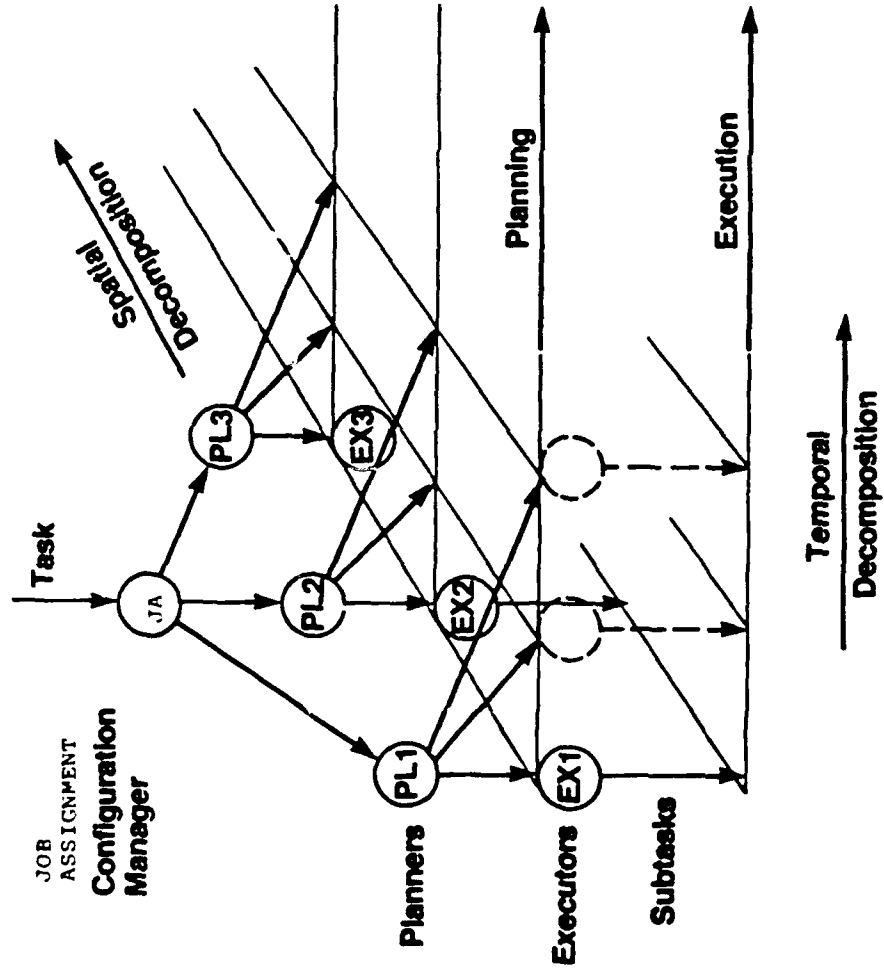 JOB
ASSIGNMENT
Configuration
Manager
Task
JA
Spatial
Decomposition
Planners
PL1
PL2
PL3
Executors
EX1
EX2
EX3
Planning
Subtasks
Execution
Temporal
Decomposition